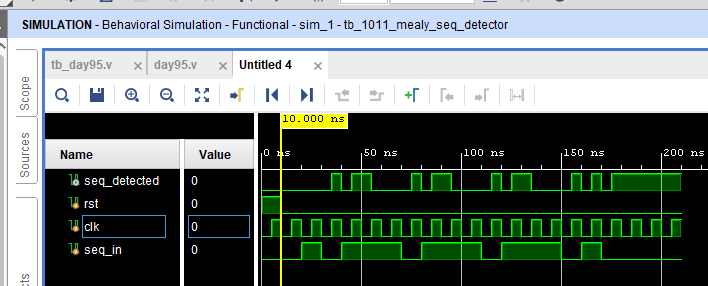 SIMULATION - Behavioral Simulation - Functional - sim_1 - tb_1011_mealy_seq_detector
tb_day95.v day95.v Untitled 4
Scope
Sources
10.000 ns
Name Value
0 ns 50 ns 100 ns 150 ns 200 ns
seq_detected 0
rst 0
clk 0
seq_in 0